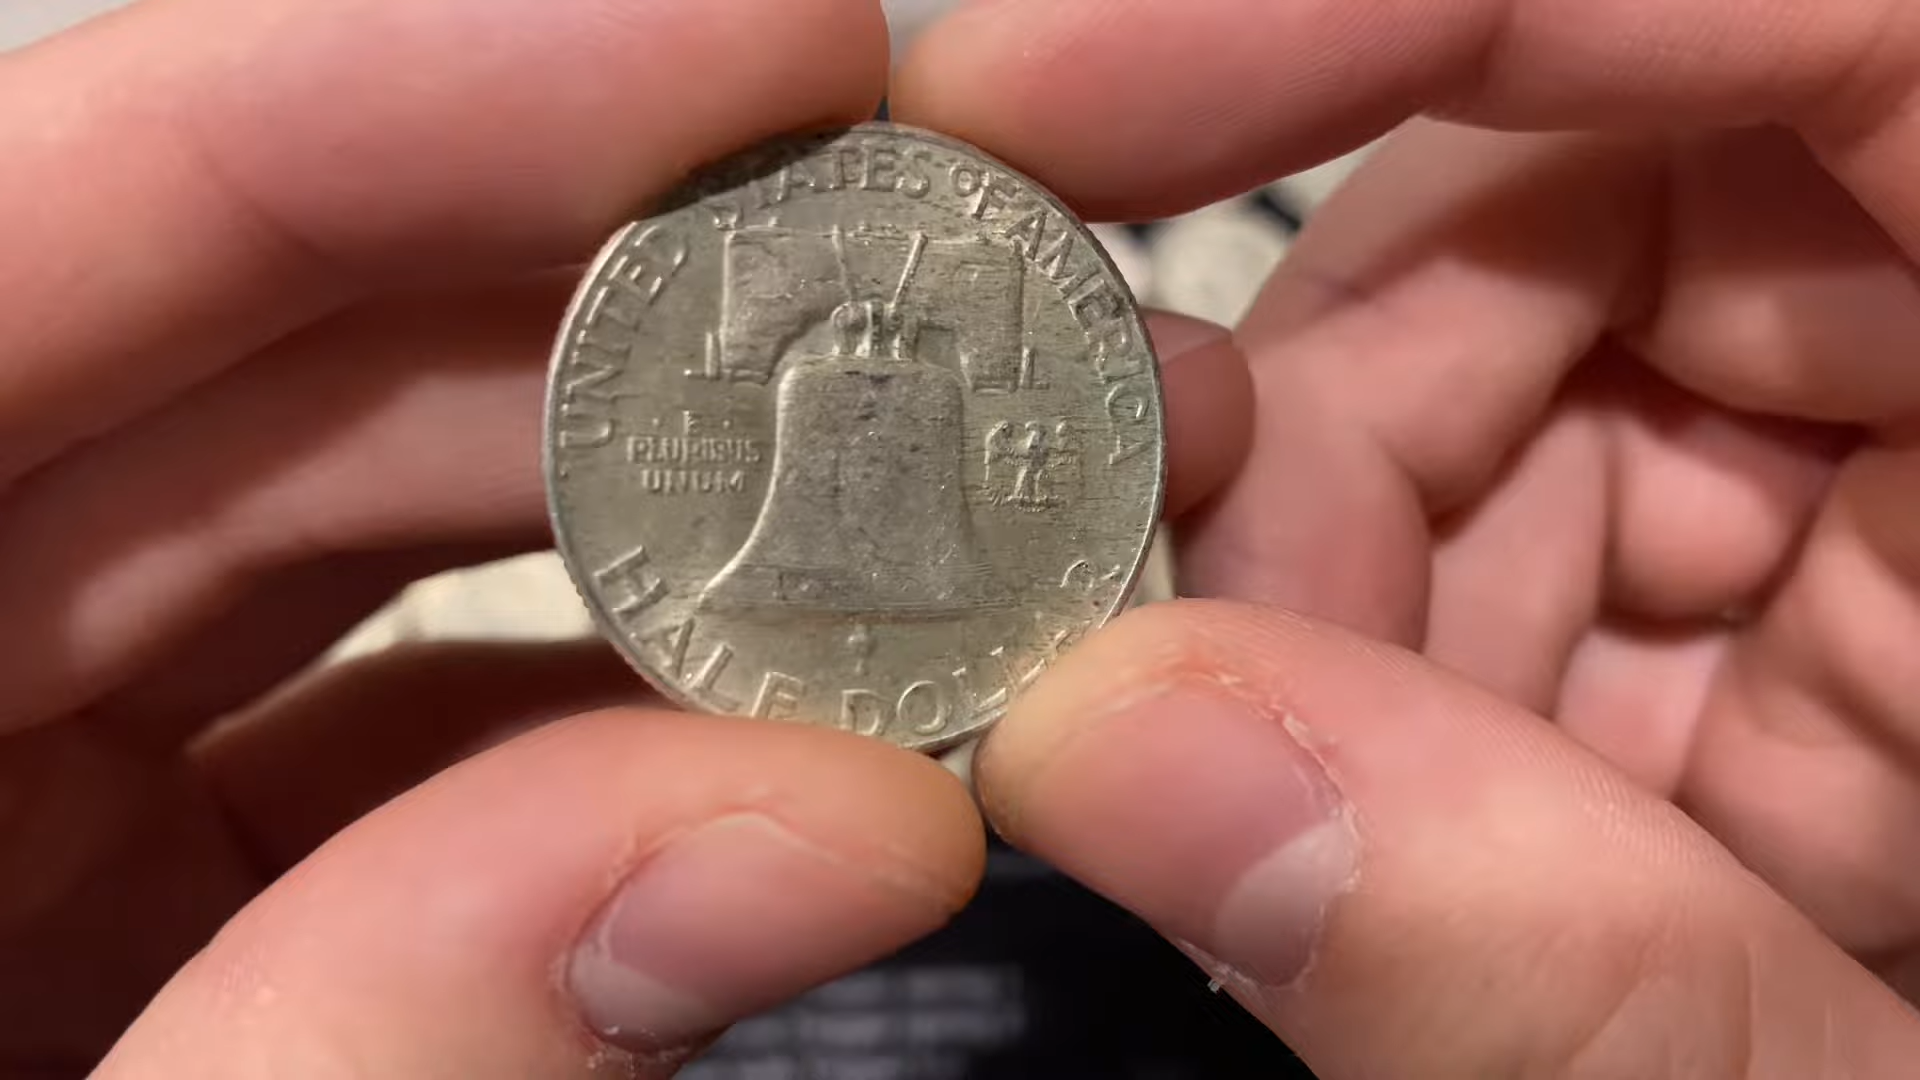 UNITED STATES OF AMERICA
· E ·
PLURIBUS
UNUM
HALF DOLL